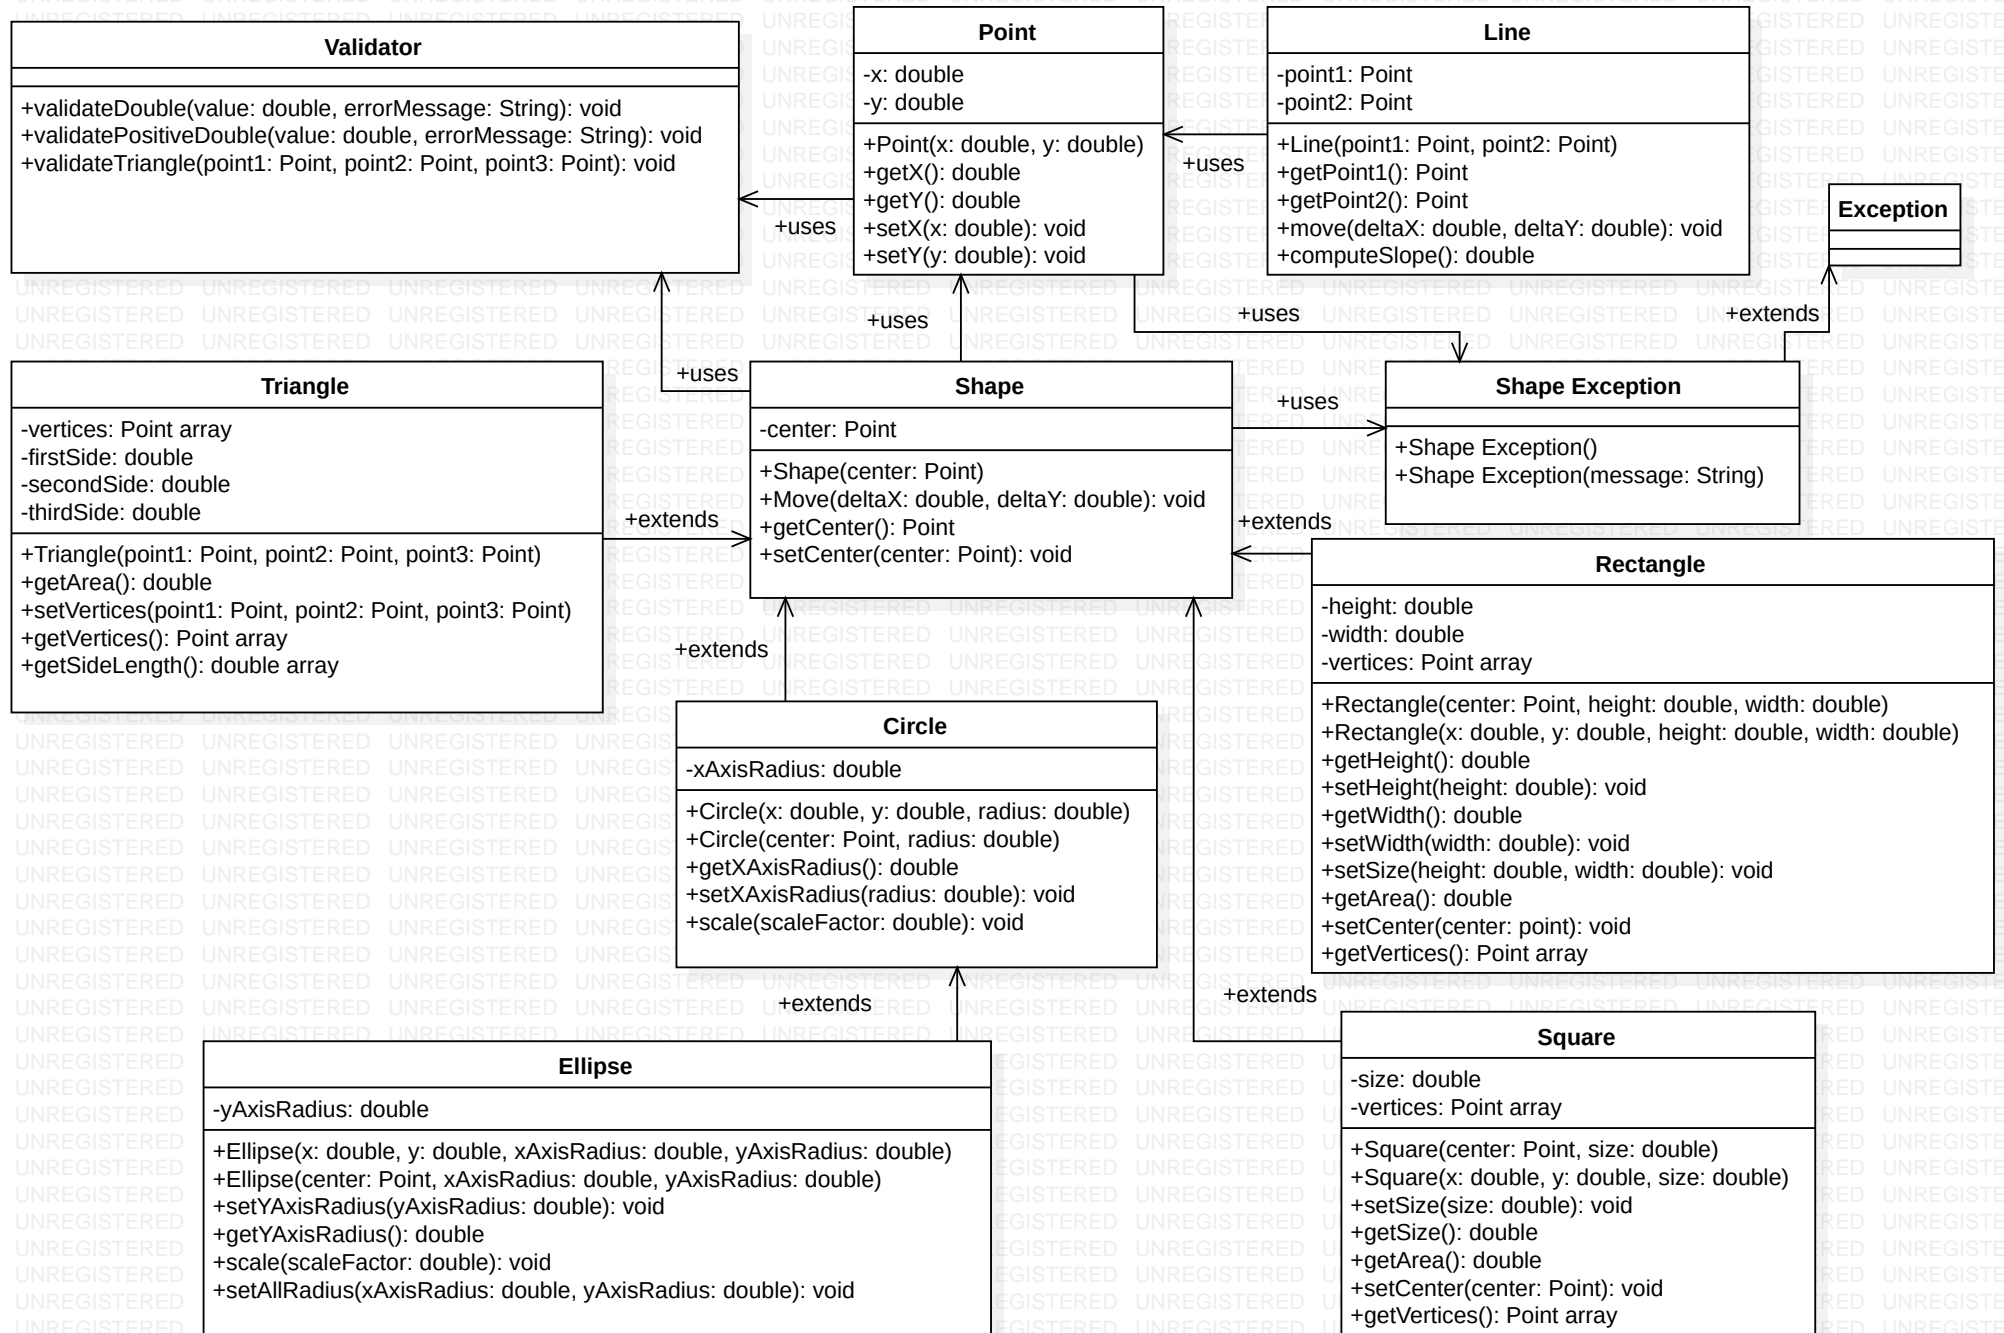 Validator
+validateDouble(value: double, errorMessage: String): void
+validatePositiveDouble(value: double, errorMessage: String): void
+validateTriangle(point1: Point, point2: Point, point3: Point): void
Point
-x: double
-y: double
+Point(x: double, y: double)
+getX(): double
+getY(): double
+setX(x: double): void
+setY(y: double): void
Line
-point1: Point
-point2: Point
+Line(point1: Point, point2: Point)
+getPoint1(): Point
+getPoint2(): Point
+move(deltaX: double, deltaY: double): void
+computeSlope(): double
Exception
+uses
+uses
+uses
+uses
+extends
+uses
+uses
Triangle
-vertices: Point array
-firstSide: double
-secondSide: double
-thirdSide: double
+Triangle(point1: Point, point2: Point, point3: Point)
+getArea(): double
+setVertices(point1: Point, point2: Point, point3: Point)
+getVertices(): Point array
+getSideLength(): double array
+extends
Shape
-center: Point
+Shape(center: Point)
+Move(deltaX: double, deltaY: double): void
+getCenter(): Point
+setCenter(center: Point): void
Shape Exception
+Shape Exception()
+Shape Exception(message: String)
+extends
Rectangle
-height: double
-width: double
-vertices: Point array
+Rectangle(center: Point, height: double, width: double)
+Rectangle(x: double, y: double, height: double, width: double)
+getHeight(): double
+setHeight(height: double): void
+getWidth(): double
+setWidth(width: double): void
+setSize(height: double, width: double): void
+getArea(): double
+setCenter(center: point): void
+getVertices(): Point array
+extends
Circle
-xAxisRadius: double
+Circle(x: double, y: double, radius: double)
+Circle(center: Point, radius: double)
+getXAxisRadius(): double
+setXAxisRadius(radius: double): void
+scale(scaleFactor: double): void
+extends
+extends
Ellipse
-yAxisRadius: double
+Ellipse(x: double, y: double, xAxisRadius: double, yAxisRadius: double)
+Ellipse(center: Point, xAxisRadius: double, yAxisRadius: double)
+setYAxisRadius(yAxisRadius: double): void
+getYAxisRadius(): double
+scale(scaleFactor: double): void
+setAllRadius(xAxisRadius: double, yAxisRadius: double): void
Square
-size: double
-vertices: Point array
+Square(center: Point, size: double)
+Square(x: double, y: double, size: double)
+setSize(size: double): void
+getSize(): double
+getArea(): double
+setCenter(center: Point): void
+getVertices(): Point array
UNREGISTERED